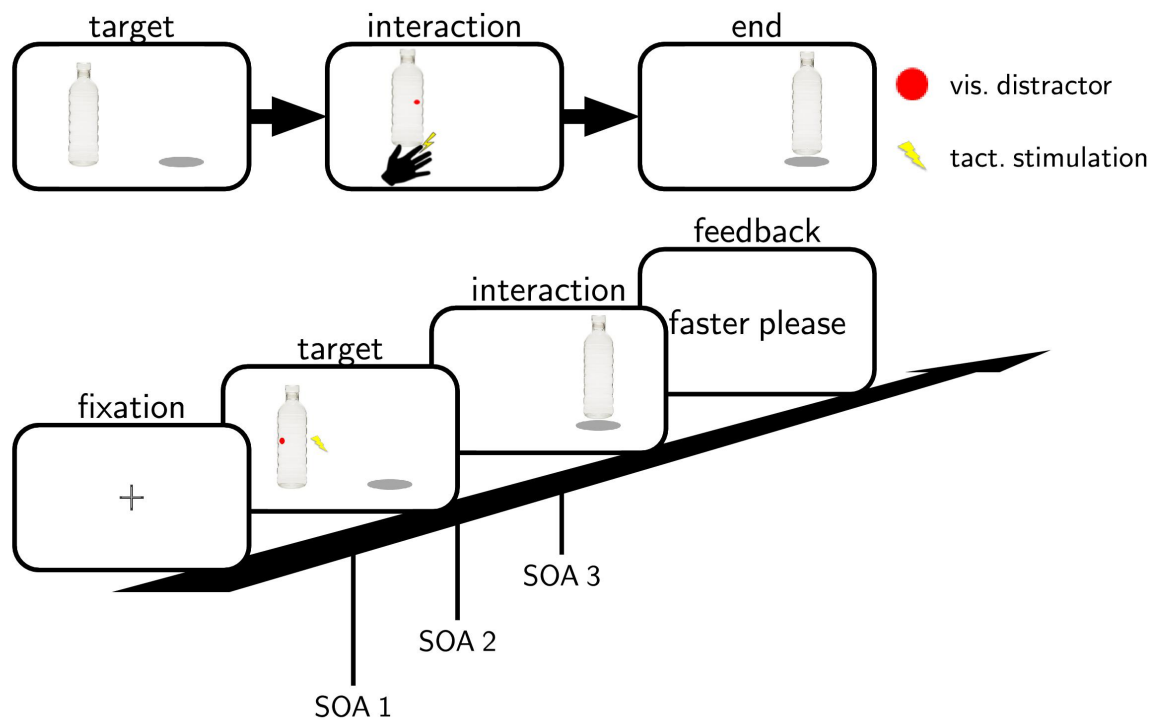 target
interaction
end
vis. distractor
tact. stimulation
feedback
faster please
interaction
target
fixation
SOA 3
SOA 2
SOA 1